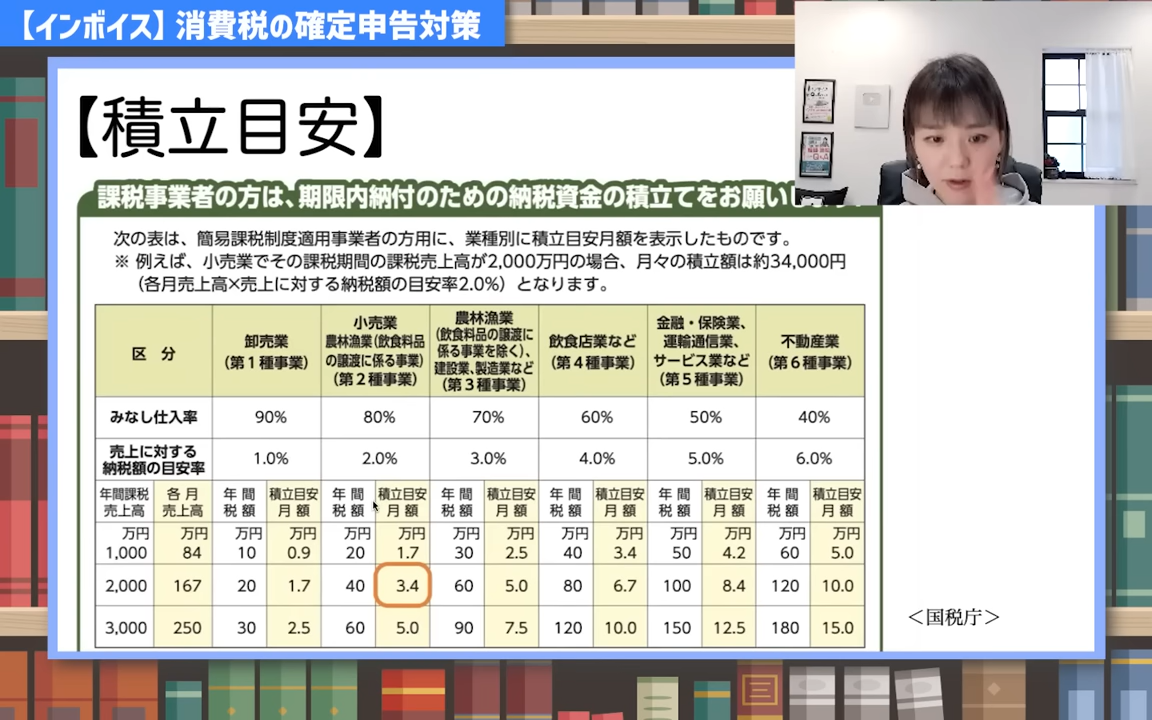 【インボイス】消費税の確定申告対策
【積立目安】
課税事業者の方は、期限内納付のための納税資金の積立てをお願い
次の表は、簡易課税制度適用事業者の方用に、業種別に積立目安月額を表示したものです。
※ 例えば、小売業でその課税期間の課税売上高が2,000万円の場合、月々の積立額は約34,000円
（各月売上高×売上に対する納税額の目安率2.0%）となります。
区 分
卸売業
（第1種事業）
小売業
農林漁業（飲食料品
の譲渡に係る事業）
（第2種事業）
農林漁業
（飲食料品の譲渡に
係る事業を除く）、
建設業、製造業など
（第3種事業）
飲食店業など
（第4種事業）
金融・保険業、
運輸通信業、
サービス業など
（第5種事業）
不動産業
（第6種事業）
みなし仕入率 90% 80% 70% 60% 50% 40%
売上に対する
納税額の目安率 1.0% 2.0% 3.0% 4.0% 5.0% 6.0%
年間課税 各 月 年 間 積立目安 年 間 積立目安 年 間 積立目安 年 間 積立目安 年 間 積立目安 年 間 積立目安
売上高 売上高 税 額 月 額 税 額 月 額 税 額 月 額 税 額 月 額 税 額 月 額 税 額 月 額
万円 万円 万円 万円 万円 万円 万円 万円 万円 万円 万円 万円 万円 万円
1,000 84 10 0.9 20 1.7 30 2.5 40 3.4 50 4.2 60 5.0
2,000 167 20 1.7 40 3.4 60 5.0 80 6.7 100 8.4 120 10.0
3,000 250 30 2.5 60 5.0 90 7.5 120 10.0 150 12.5 180 15.0
＜国税庁＞